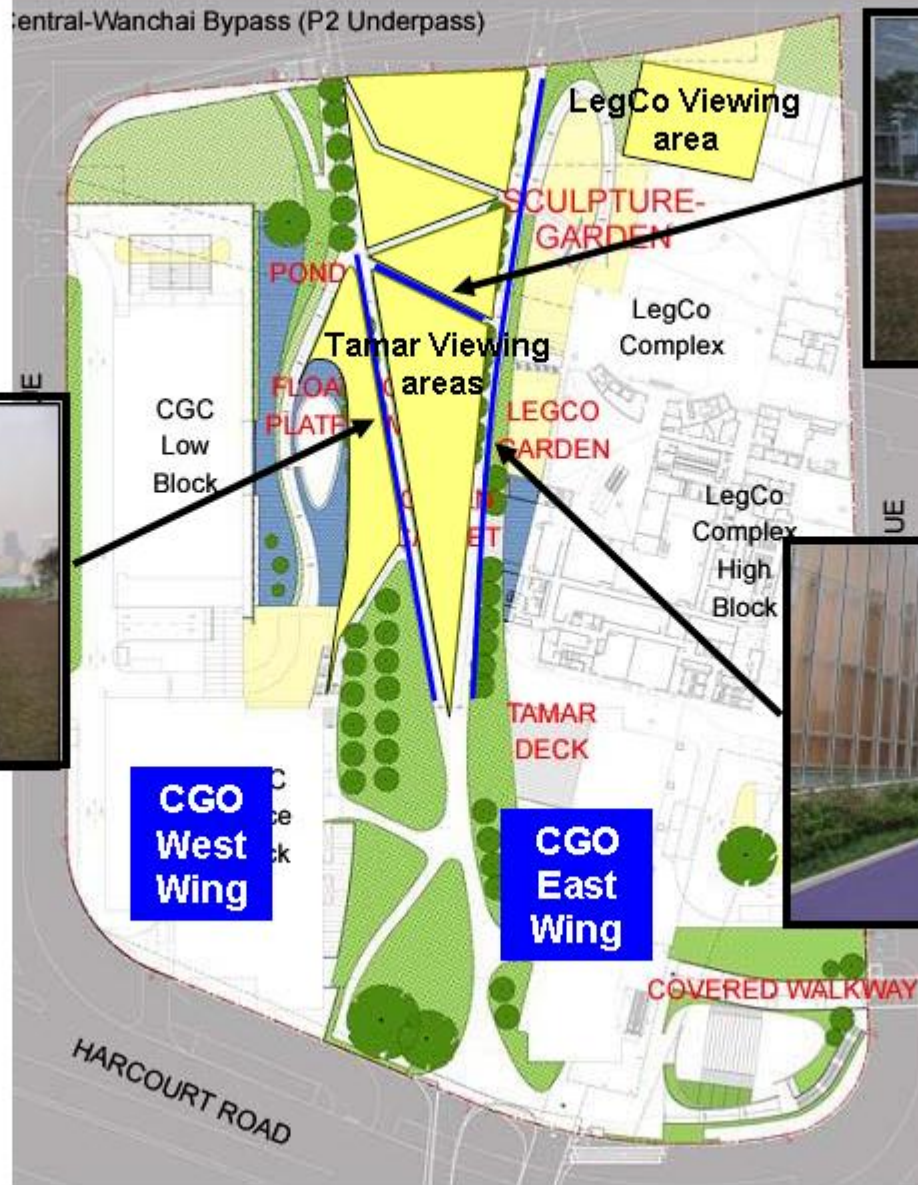 Central-Wanchai Bypass (P2 Underpass)
LegCo Viewing
area
SCULPTURE-
GARDEN
POND
LegCo
Complex
Tamar Viewing
areas
CGC
Low
Block
LEGCO
GARDEN
LegCo
Complex
High
Block
UE
TAMAR
DECK
CGO
West
Wing
CGO
East
Wing
COVERED WALKWAY
HARCOURT ROAD